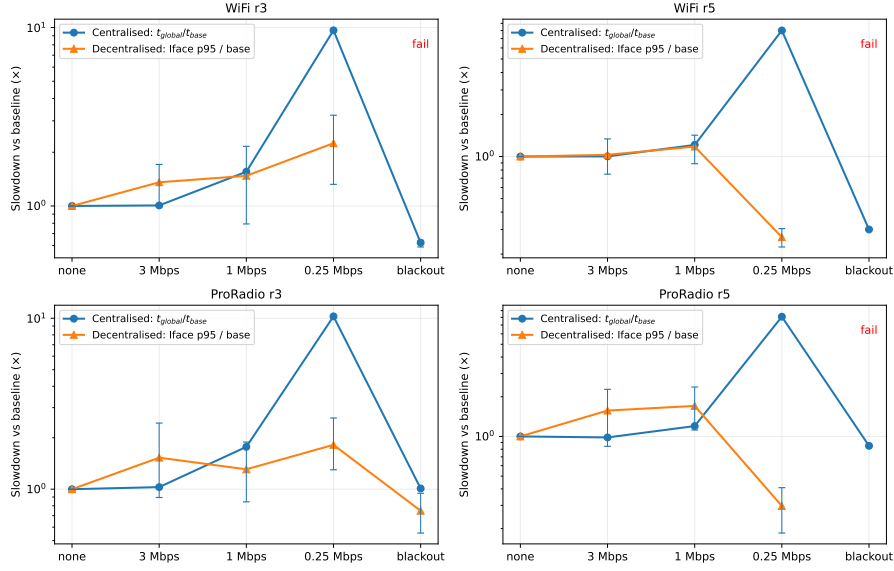 WiFi r3
10¹
10⁰
Slowdown vs baseline (×)
Centralised: t_global/t_base
Decentralised: Iface p95 / base
fail
none
3 Mbps
1 Mbps
0.25 Mbps
blackout
WiFi r5
10⁰
Slowdown vs baseline (×)
Centralised: t_global/t_base
Decentralised: Iface p95 / base
fail
none
3 Mbps
1 Mbps
0.25 Mbps
blackout
ProRadio r3
10¹
10⁰
Slowdown vs baseline (×)
Centralised: t_global/t_base
Decentralised: Iface p95 / base
none
3 Mbps
1 Mbps
0.25 Mbps
blackout
ProRadio r5
10⁰
Slowdown vs baseline (×)
Centralised: t_global/t_base
Decentralised: Iface p95 / base
fail
none
3 Mbps
1 Mbps
0.25 Mbps
blackout